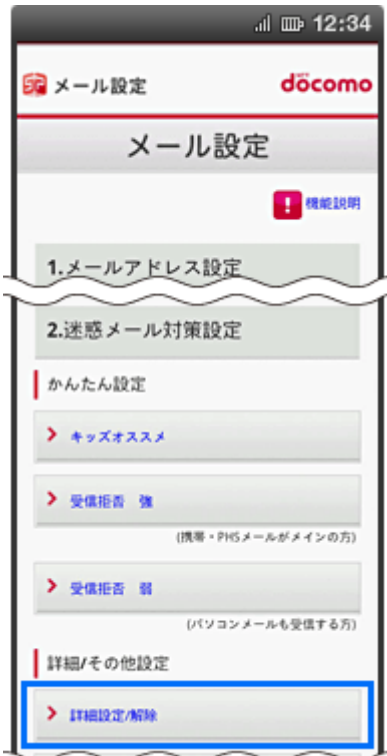 12:34
メール設定
döcomo
メール設定
! 機能説明
1.メールアドレス設定
2.迷惑メール対策設定
かんたん設定
キッズオススメ
受信拒否 強
(携帯・PHSメールがメインの方)
受信拒否 弱
(パソコンメールも受信する方)
詳細/その他設定
詳細設定/解除